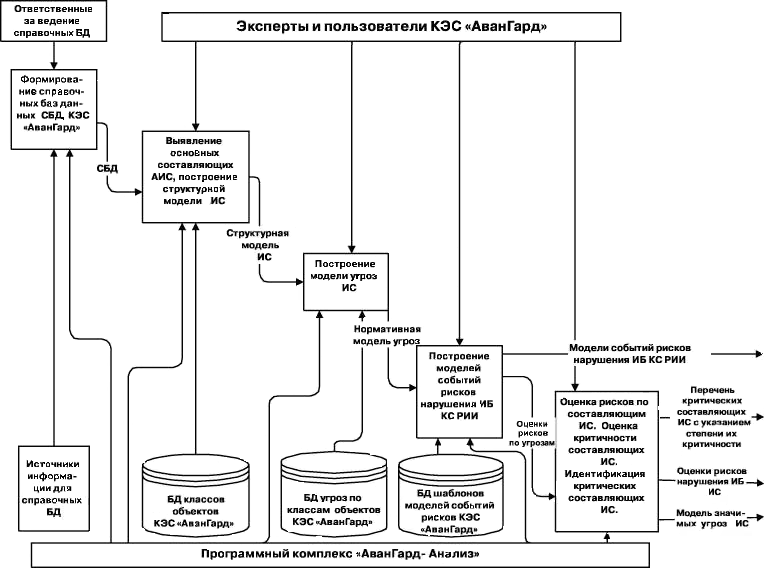 Ответственные
за ведение
справочных БД
Эксперты и пользователи КЭС «АванГард»
Формирова-
ние справоч-
ных баз дан-
ных СБД, КЭС
«АванГард»
СБД
Выявление
основных
составляющих
АИС, построение
структурной
модели ИС
Структурная
модель
ИС
Построение
модели угроз
ИС
Нормативная
модель угроз
Построение
моделей
событий
рисков
нарушения ИБ
КС РИИ
Модели событий рисков
нарушения ИБ КС РИИ
Оценки
рисков
по угрозам
Оценка рисков по
составляющим
ИС. Оценка
критичности
составляющих
ИС.
Идентификация
критических
составляющих
ИС.
Перечень
критических
составляющих
ИС с указанием
степени их
критичности
Оценки рисков
нарушения ИБ
ИС
Модель значи-
мых угроз ИС
Источники
информа-
ции для
справочных
БД
БД классов
объектов
КЭС «АванГард»
БД угроз по
классам объектов
КЭС «АванГард»
БД шаблонов
моделей событий
рисков КЭС
«АванГард»
Программный комплекс «АванГард- Анализ»